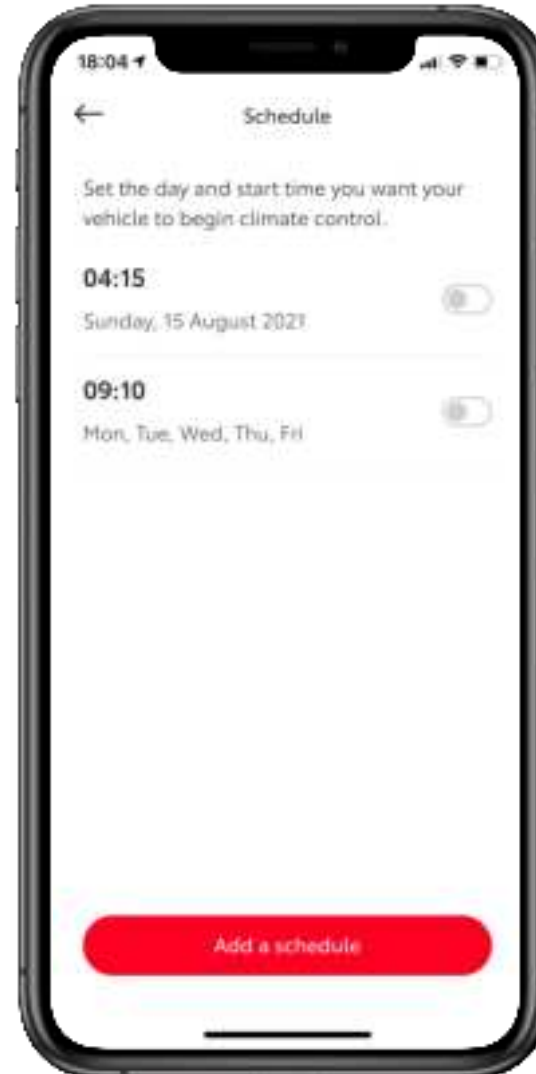 18:04
Schedule
Set the day and start time you want your
vehicle to begin climate control.
04:15
Sunday, 15 August 2021
09:10
Mon, Tue, Wed, Thu, Fri
Add a schedule